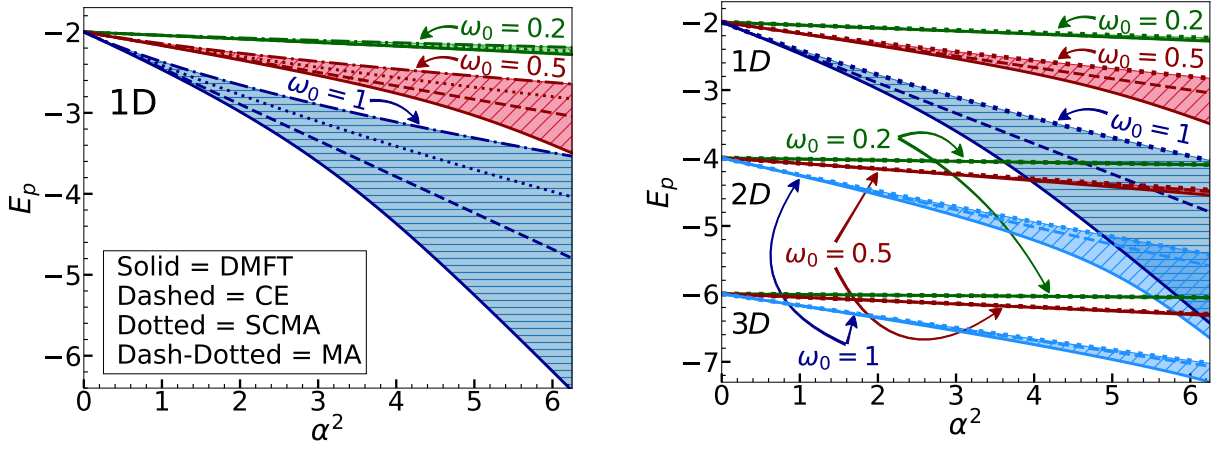 −2
−3
−4
−5
−6
E_p
0 1 2 3 4 5 6
α²
1D
ω₀ = 0.2
ω₀ = 0.5
ω₀ = 1
Solid = DMFT
Dashed = CE
Dotted = SCMA
Dash-Dotted = MA
−2
−3
−4
−5
−6
−7
E_p
0 1 2 3 4 5 6
α²
ω₀ = 0.2
1D
ω₀ = 0.5
ω₀ = 1
ω₀ = 0.2
2D
ω₀ = 0.5
3D
ω₀ = 1